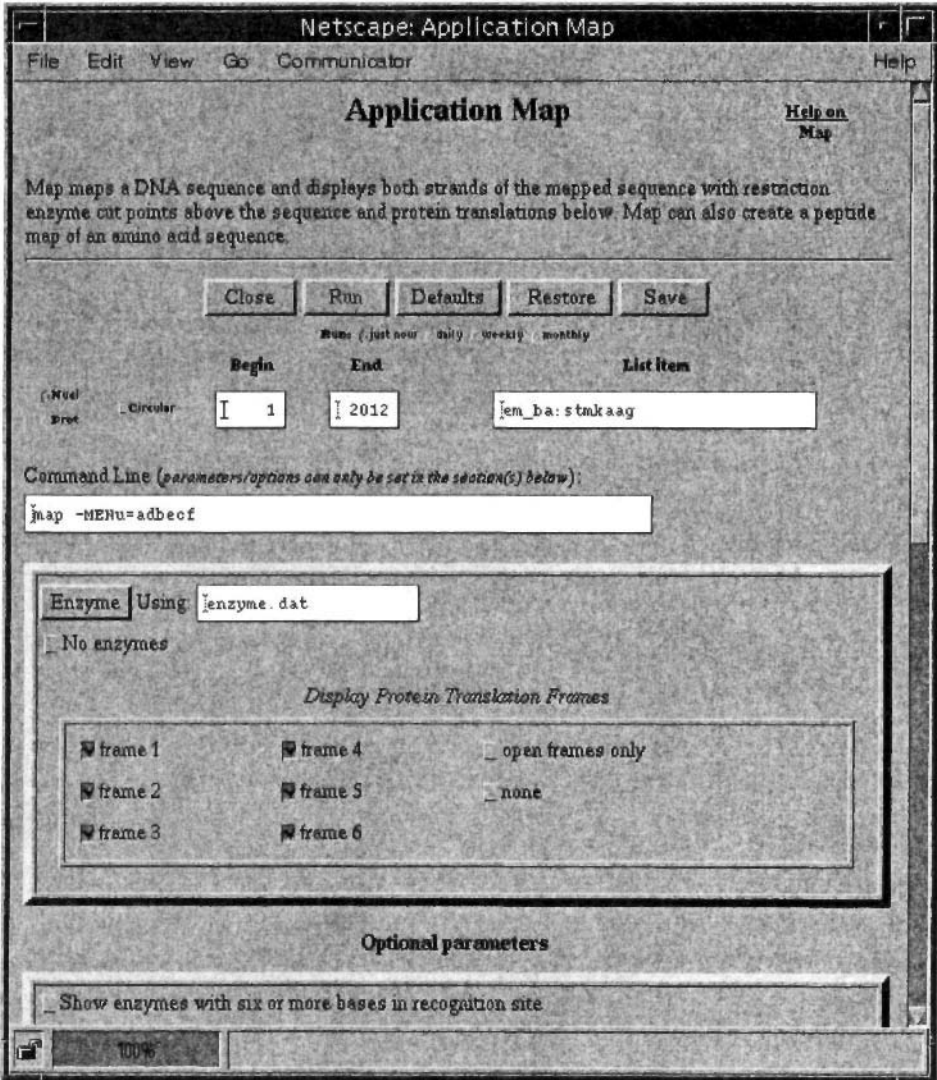 Netscape: Application Map
File Edit View Go Communicator Help
Application Map
Help on
Map
Map maps a DNA sequence and displays both strands of the mapped sequence with restriction
enzyme cut points above the sequence and protein translations below. Map can also create a peptide
map of an amino acid sequence.
Close Run Defaults Restore Save
Runs just now daily weekly monthly
Begin End List item
Nucl
Prot
Circular
1 2012 em_ba:stmkaag
Command Line (parameters/options can only be set in the section(s) below):
map -MENu=adbecf
Enzyme Using: enzyme.dat
No enzymes
Display Protein Translation Frames
frame 1 frame 4 open frames only
frame 2 frame 5 none
frame 3 frame 6
Optional parameters
Show enzymes with six or more bases in recognition site
100%